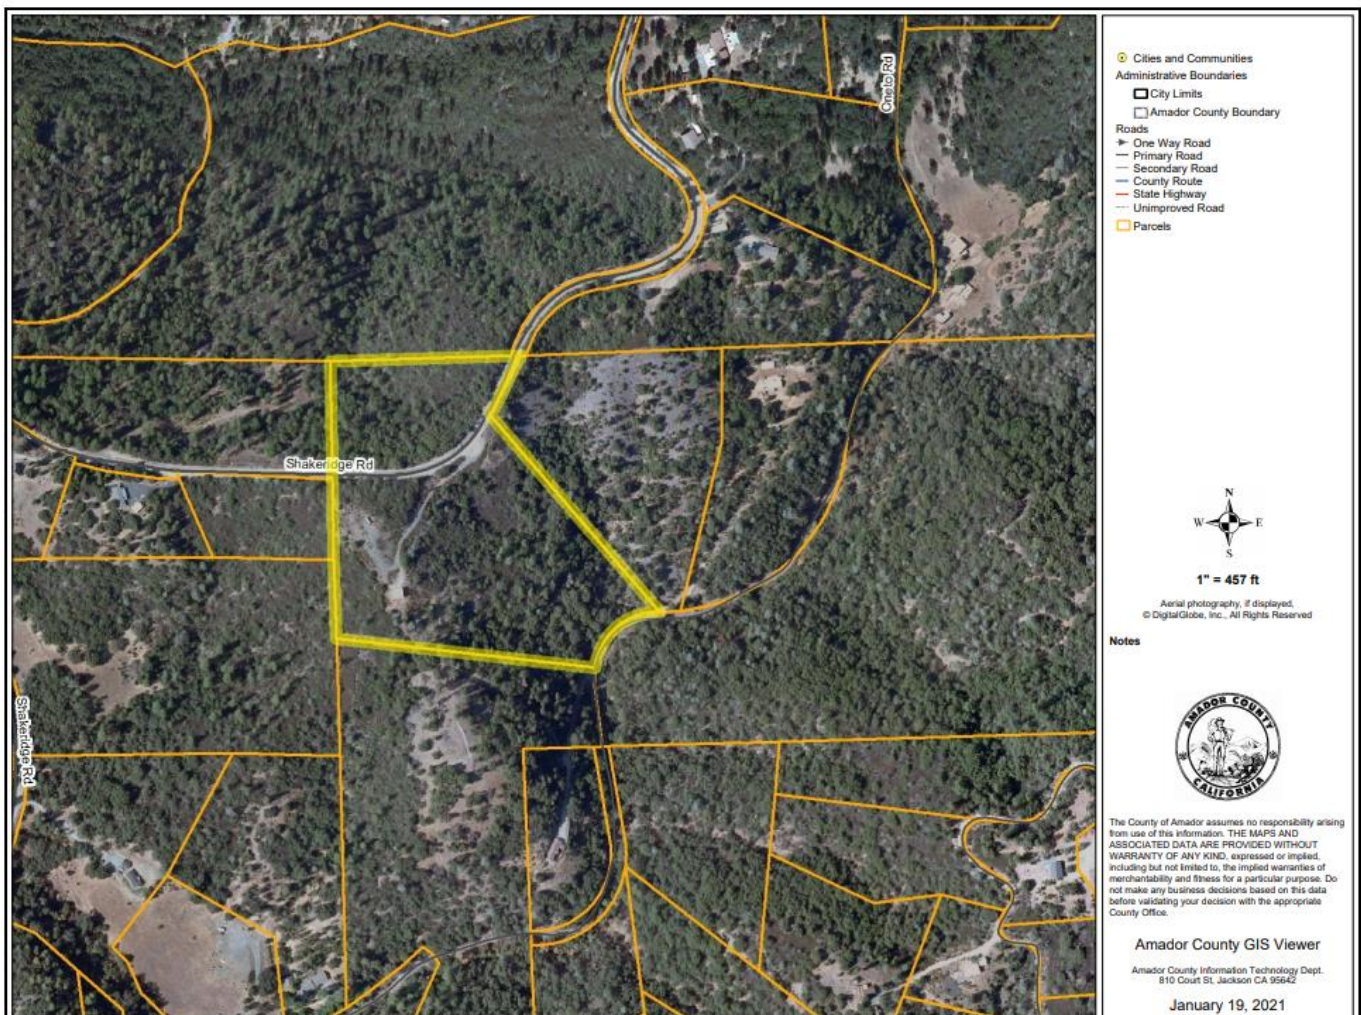 Oneto Rd
Shakeridge Rd
Shakeridge Rd
Cities and Communities
Administrative Boundaries
City Limits
Amador County Boundary
Roads
One Way Road
Primary Road
Secondary Road
County Route
State Highway
Unimproved Road
Parcels
N
W E
S
1" = 457 ft
Aerial photography, if displayed,
© DigitalGlobe, Inc., All Rights Reserved
Notes
AMADOR COUNTY
CALIFORNIA
The County of Amador assumes no responsibility arising
from use of this information. THE MAPS AND
ASSOCIATED DATA ARE PROVIDED WITHOUT
WARRANTY OF ANY KIND, expressed or implied,
including but not limited to, the implied warranties of
merchantability and fitness for a particular purpose. Do
not make any business decisions based on this data
before validating your decision with the appropriate
County Office.
Amador County GIS Viewer
Amador County Information Technology Dept.
810 Court St, Jackson CA 95642
January 19, 2021